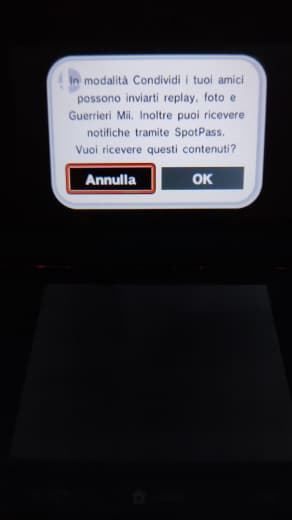 In modalità Condividi i tuoi amici
possono inviarti replay, foto e
Guerrieri Mii. Inoltre puoi ricevere
notifiche tramite SpotPass.
Vuoi ricevere questi contenuti?
Annulla OK